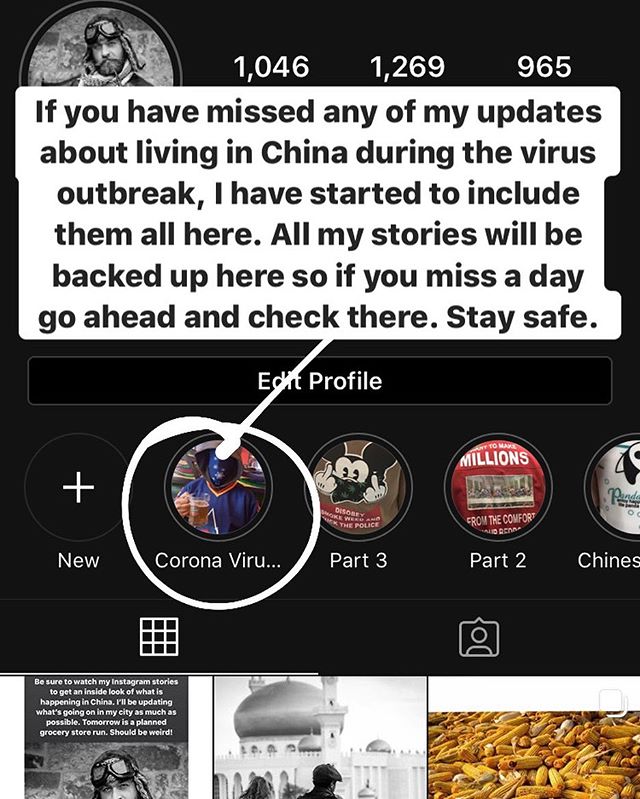 1,046 1,269 965
If you have missed any of my updates
about living in China during the virus
outbreak, I have started to include
them all here. All my stories will be
backed up here so if you miss a day
go ahead and check there. Stay safe.
Edit Profile
DISOBEY
SMOKE WEED AND
THE POLICE
WANT TO MAKE
MILLIONS
FROM THE COMFORT
New
Corona Viru...
Part 3
Part 2
Chines
Be sure to watch my Instagram stories
to get an inside look of what is
happening in China. I'll be updating
what's going on in my city as much as
possible. Tomorrow is a planned
grocery store run. Should be weird!